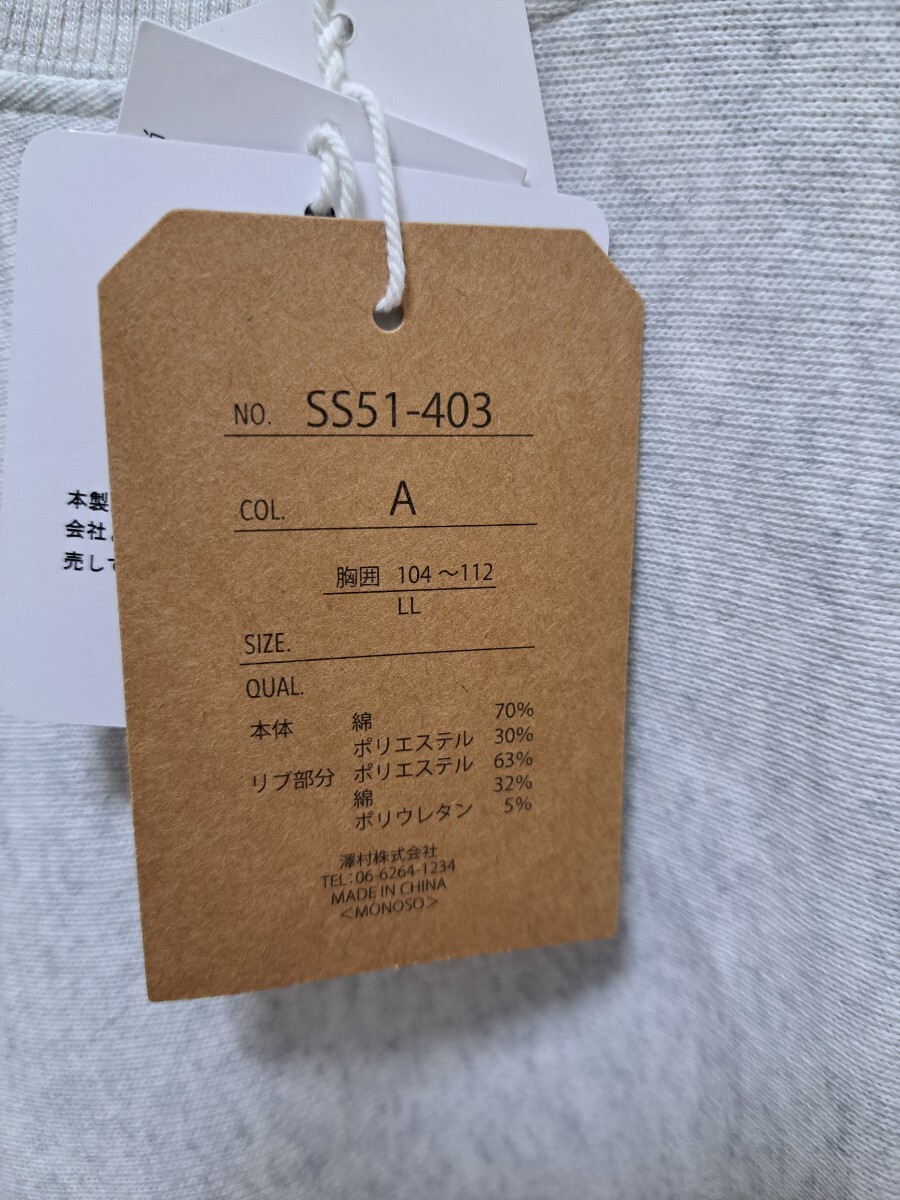 本製
会社
売して
NO. SS51-403
COL. A
胸囲 104～112
LL
SIZE.
QUAL.
本体 綿 70%
ポリエステル 30%
リブ部分 ポリエステル 63%
綿 32%
ポリウレタン 5%
澤村株式会社
TEL:06-6264-1234
MADE IN CHINA
<MONOSO>